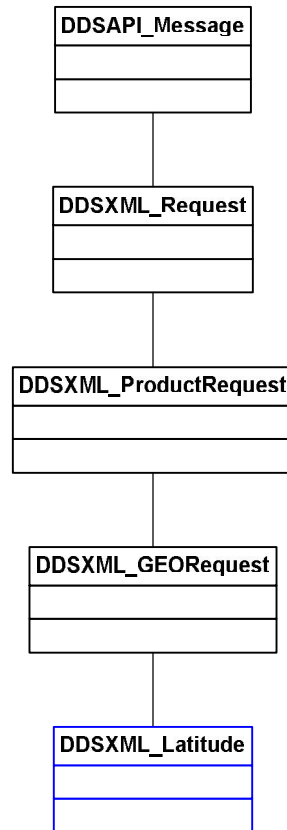 DDSAPI_Message
DDSXML_Request
DDSXML_ProductRequest
DDSXML_GEORequest
DDSXML_Latitude